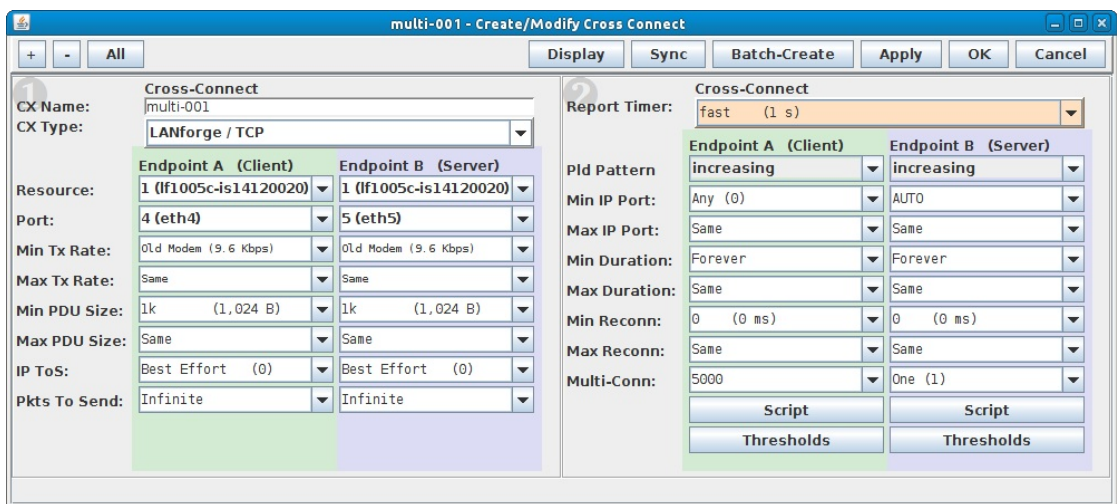 multi-001 - Create/Modify Cross Connect
+ - All Display Sync Batch-Create Apply OK Cancel
1
Cross-Connect
CX Name: multi-001
CX Type: LANforge / TCP
Endpoint A (Client) Endpoint B (Server)
Resource: 1 (lf1005c-is14120020) 1 (lf1005c-is14120020)
Port: 4 (eth4) 5 (eth5)
Min Tx Rate: Old Modem (9.6 Kbps) Old Modem (9.6 Kbps)
Max Tx Rate: Same Same
Min PDU Size: 1k (1,024 B) 1k (1,024 B)
Max PDU Size: Same Same
IP ToS: Best Effort (0) Best Effort (0)
Pkts To Send: Infinite Infinite
2
Cross-Connect
Report Timer: fast (1 s)
Endpoint A (Client) Endpoint B (Server)
Pld Pattern increasing increasing
Min IP Port: Any (0) AUTO
Max IP Port: Same Same
Min Duration: Forever Forever
Max Duration: Same Same
Min Reconn: 0 (0 ms) 0 (0 ms)
Max Reconn: Same Same
Multi-Conn: 5000 One (1)
Script Script
Thresholds Thresholds